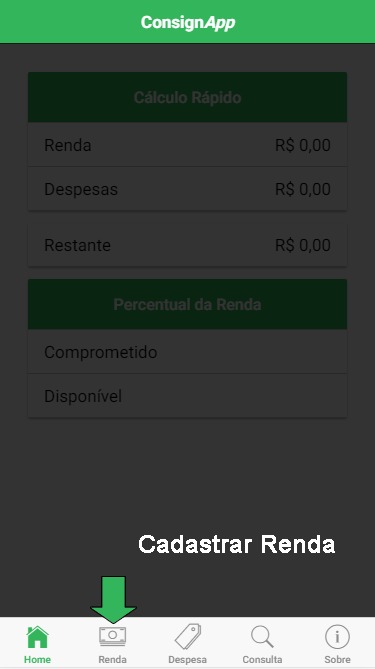 ConsignApp
Cálculo Rápido
Renda R$ 0,00
Despesas R$ 0,00
Restante R$ 0,00
Percentual da Renda
Comprometido
Disponível
Cadastrar Renda
Home Renda Despesa Consulta Sobre